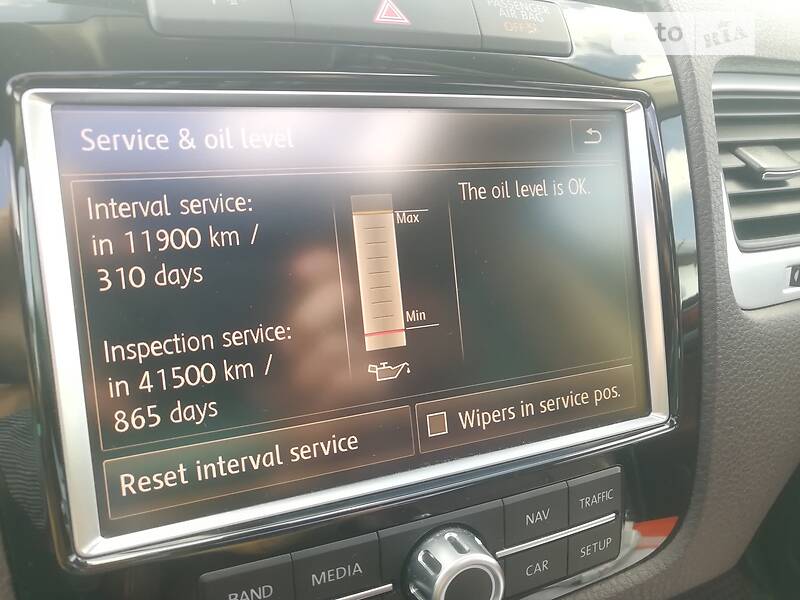 PASSENGER
AIR BAG
OFF
auto RIA
Service & oil level
Interval service:
in 11900 km /
310 days
Inspection service:
in 41500 km /
865 days
Max
Min
The oil level is OK.
Reset interval service
Wipers in service pos.
BAND
MEDIA
NAV
TRAFFIC
CAR
SETUP